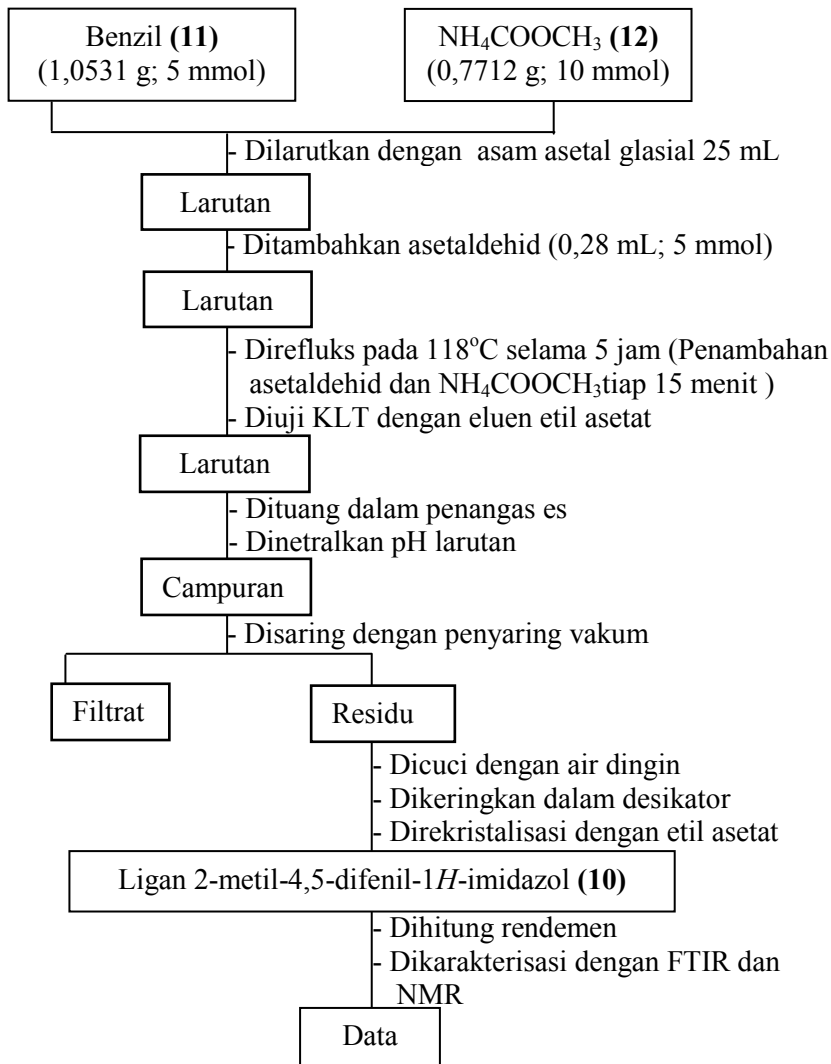 Benzil (11)
(1,0531 g; 5 mmol)
NH₄COOCH₃ (12)
(0,7712 g; 10 mmol)
- Dilarutkan dengan  asam asetal glasial 25 mL
Larutan
- Ditambahkan asetaldehid (0,28 mL; 5 mmol)
Larutan
- Direfluks pada 118°C selama 5 jam (Penambahan
asetaldehid dan NH₄COOCH₃tiap 15 menit )
- Diuji KLT dengan eluen etil asetat
Larutan
- Dituang dalam penangas es
- Dinetralkan pH larutan
Campuran
- Disaring dengan penyaring vakum
Filtrat
Residu
- Dicuci dengan air dingin
- Dikeringkan dalam desikator
- Direkristalisasi dengan etil asetat
Ligan 2-metil-4,5-difenil-1H-imidazol (10)
- Dihitung rendemen
- Dikarakterisasi dengan FTIR dan
NMR
Data